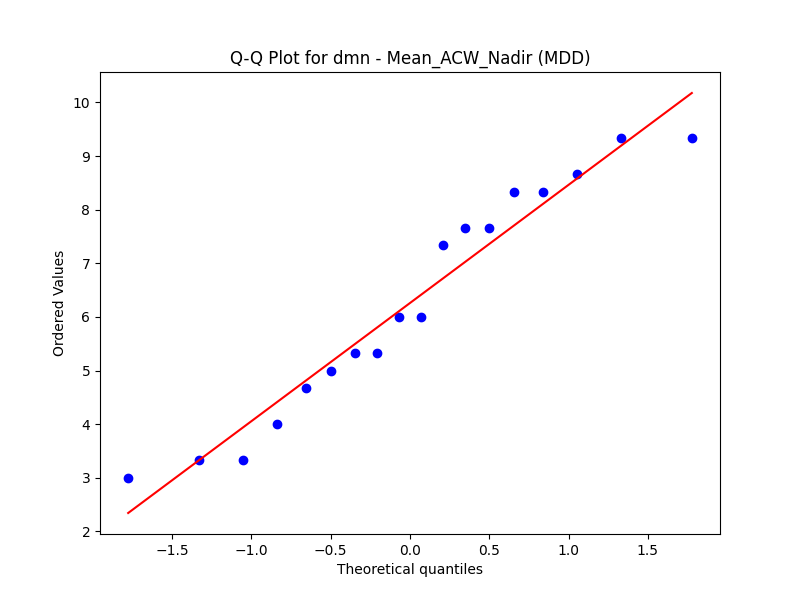 Q-Q Plot for dmn - Mean_ACW_Nadir (MDD)
10
9
8
7
6
5
4
3
2
Ordered Values
−1.5 −1.0 −0.5 0.0 0.5 1.0 1.5
Theoretical quantiles